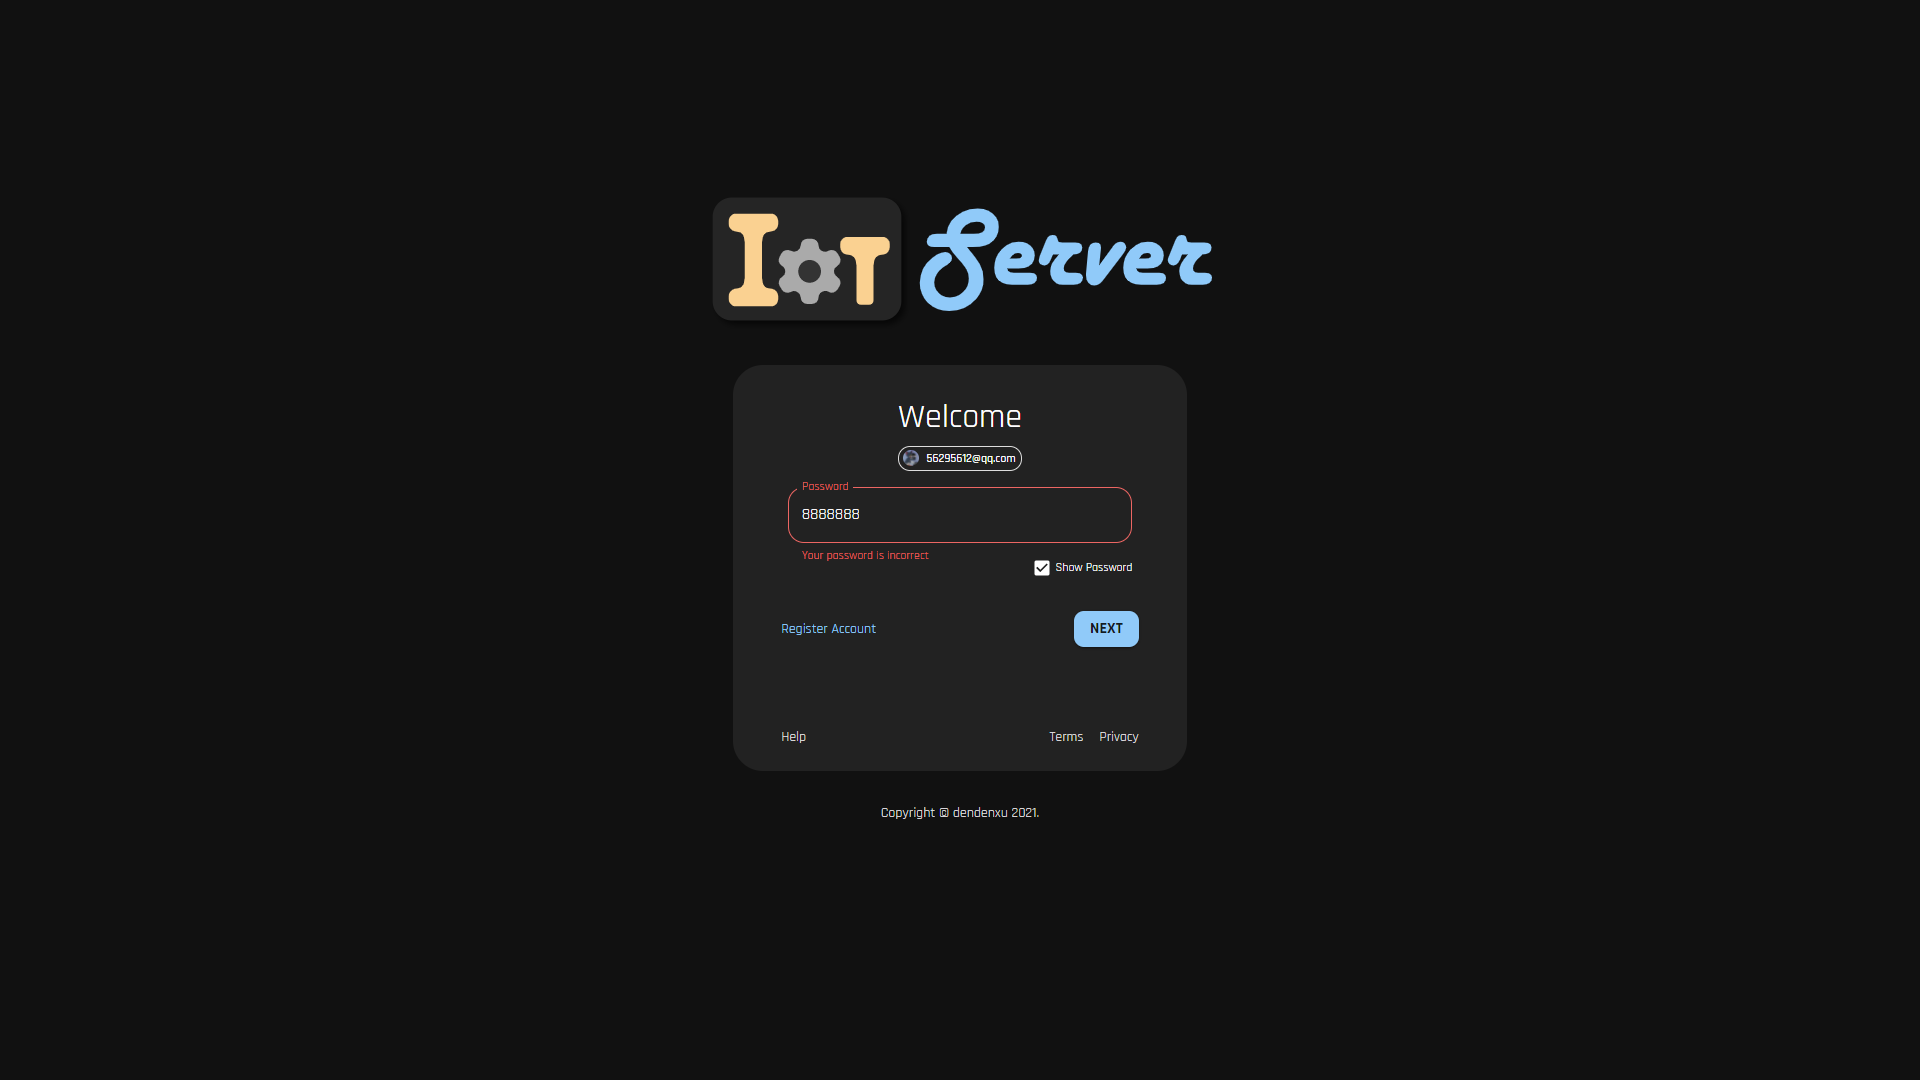 IoT Server
Welcome
56295612@qq.com
Password
8888888
Your password is incorrect
Show Password
Register Account
NEXT
Help
Terms
Privacy
Copyright © dendenxu 2021.